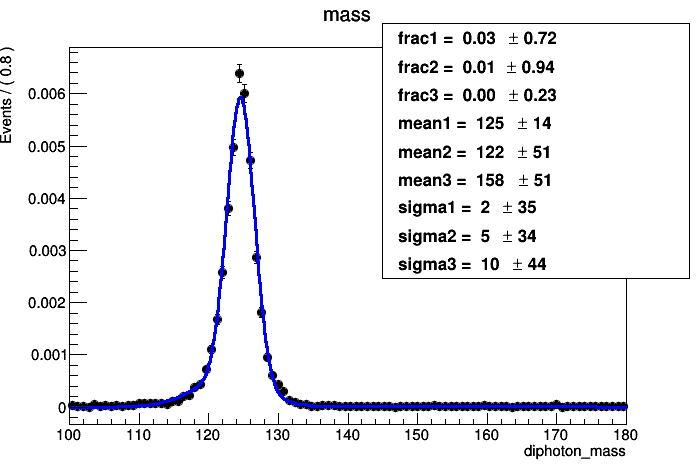 mass
frac1 = 0.03 ± 0.72
frac2 = 0.01 ± 0.94
frac3 = 0.00 ± 0.23
mean1 = 125 ± 14
mean2 = 122 ± 51
mean3 = 158 ± 51
sigma1 = 2 ± 35
sigma2 = 5 ± 34
sigma3 = 10 ± 44
Events / ( 0.8 )
0.006
0.005
0.004
0.003
0.002
0.001
0
100 110 120 130 140 150 160 170 180
diphoton_mass